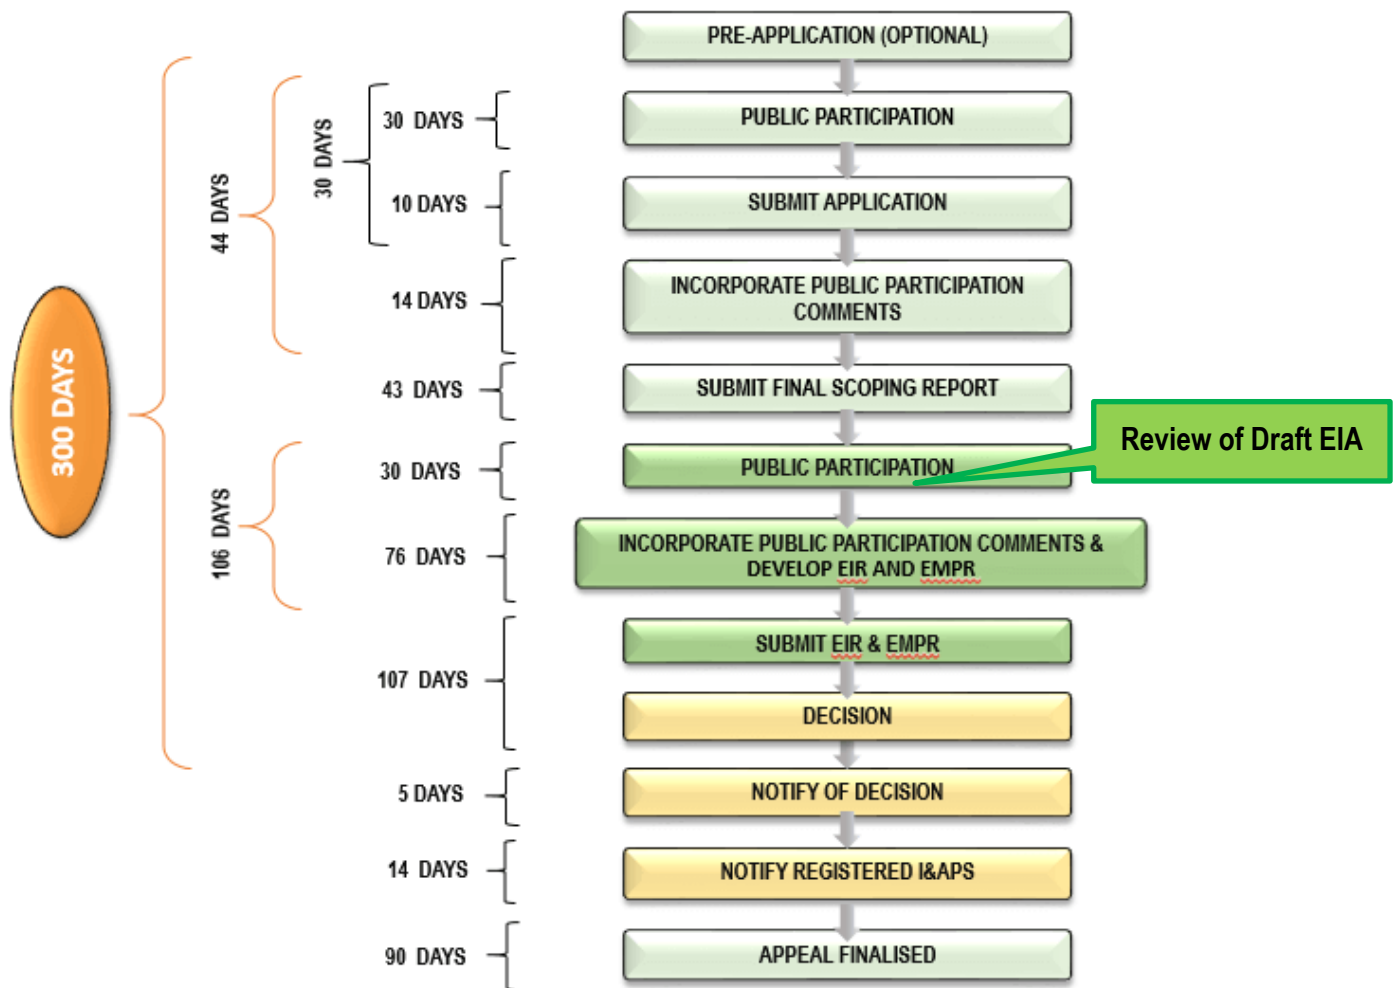 PRE-APPLICATION (OPTIONAL)
30 DAYS
PUBLIC PARTICIPATION
30 DAYS
10 DAYS
SUBMIT APPLICATION
44 DAYS
14 DAYS
INCORPORATE PUBLIC PARTICIPATION
COMMENTS
300 DAYS
43 DAYS
SUBMIT FINAL SCOPING REPORT
Review of Draft EIA
30 DAYS
PUBLIC PARTICIPATION
106 DAYS
76 DAYS
INCORPORATE PUBLIC PARTICIPATION COMMENTS &
DEVELOP EIR AND EMPR
SUBMIT EIR & EMPR
107 DAYS
DECISION
5 DAYS
NOTIFY OF DECISION
14 DAYS
NOTIFY REGISTERED I&APS
90 DAYS
APPEAL FINALISED